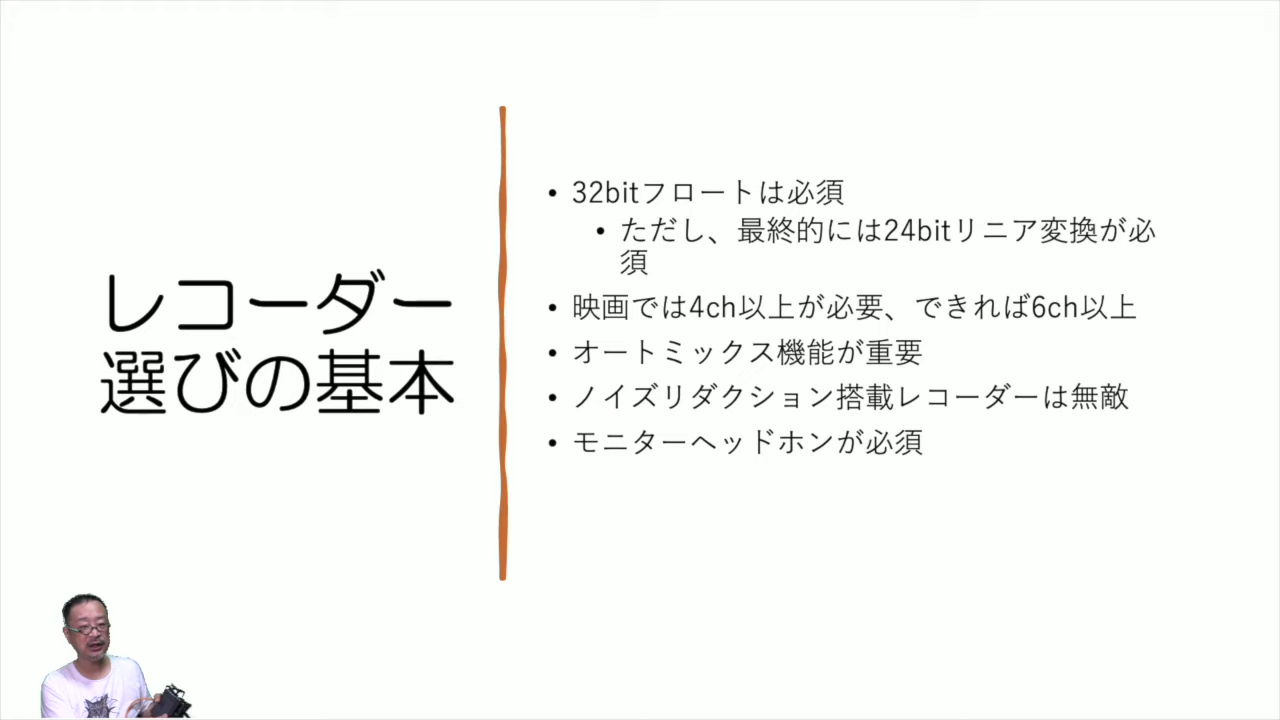 レコーダー
選びの基本
• 32bitフロートは必須
• ただし、最終的には24bitリニア変換が必
須
• 映画では4ch以上が必要、できれば6ch以上
• オートミックス機能が重要
• ノイズリダクション搭載レコーダーは無敵
• モニターヘッドホンが必須